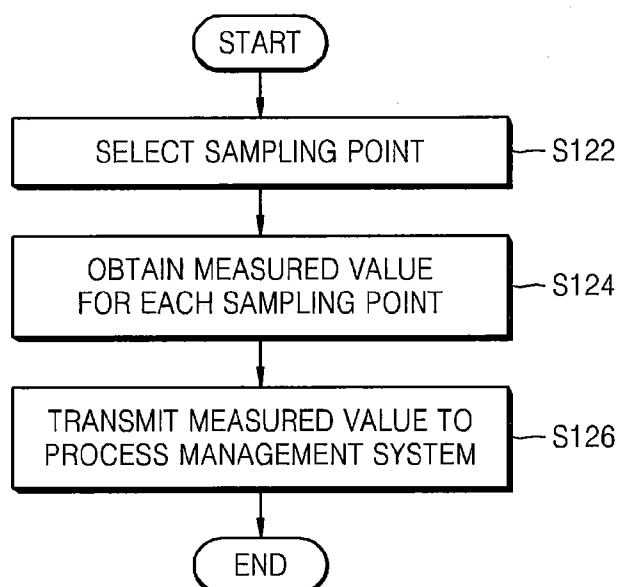 START
SELECT SAMPLING POINT
S122
OBTAIN MEASURED VALUE
FOR EACH SAMPLING POINT
S124
TRANSMIT MEASURED VALUE TO
PROCESS MANAGEMENT SYSTEM
S126
END